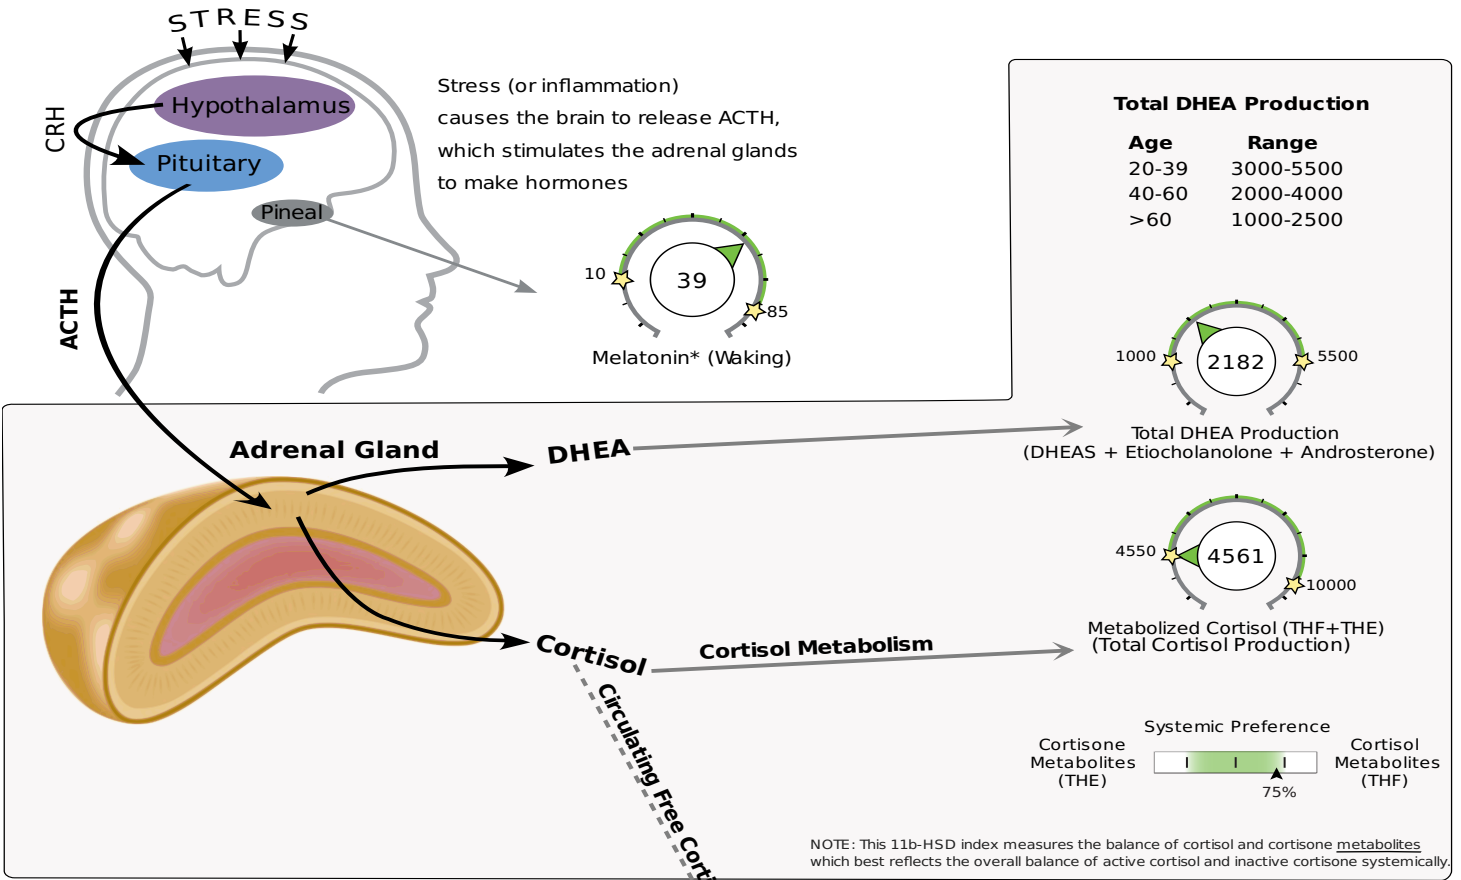 STRESS
Hypothalamus
CRH
Pituitary
Pineal
ACTH
Stress (or inflammation)
causes the brain to release ACTH,
which stimulates the adrenal glands
to make hormones
10
39
85
Melatonin* (Waking)
Total DHEA Production
Age Range
20-39 3000-5500
40-60 2000-4000
>60 1000-2500
1000
2182
5500
Total DHEA Production
(DHEAS + Etiocholanolone + Androsterone)
Adrenal Gland
DHEA
4550
4561
10000
Metabolized Cortisol (THF+THE)
(Total Cortisol Production)
Cortisol
Cortisol Metabolism
Circulating Free Corti
Systemic Preference
Cortisone
Metabolites
(THE)
Cortisol
Metabolites
(THF)
75%
NOTE: This 11b-HSD index measures the balance of cortisol and cortisone metabolites
which best reflects the overall balance of active cortisol and inactive cortisone systemically.